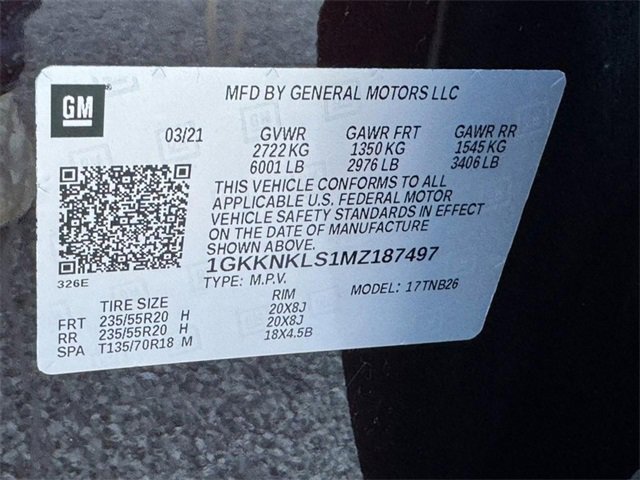 GM
MFD BY GENERAL MOTORS LLC
03/21 GVWR GAWR FRT GAWR RR
2722 KG 1350 KG 1545 KG
6001 LB 2976 LB 3406 LB
THIS VEHICLE CONFORMS TO ALL
APPLICABLE U.S. FEDERAL MOTOR
VEHICLE SAFETY STANDARDS IN EFFECT
ON THE DATE OF MANUFACTURE
SHOWN ABOVE.
1GKKNKLS1MZ187497
326E
TYPE: M.P.V. MODEL: 17TNB26
TIRE SIZE RIM
FRT 235/55R20 H 20X8J
RR 235/55R20 H 20X8J
SPA T135/70R18 M 18X4.5B